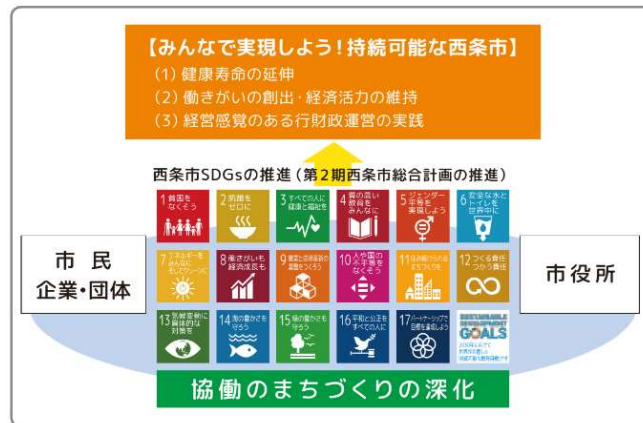 【みんなで実現しよう!持続可能な西条市】
(1)健康寿命の延伸
(2)働きがいの創出・経済活力の維持
(3)経営感覚のある行財政運営の実践
西条市SDGsの推進(第2期西条市総合計画の推進)
1 貧困を
なくそう
2 飢餓を
ゼロに
3 すべての人に
健康と福祉を
4 質の高い
教育を
みんなに
5 ジェンダー
平等を
実現しよう
6 安全な水と
トイレを
世界中に
市民
企業・団体
7 エネルギーを
みんなに
そしてクリーンに
8 働きがいも
経済成長も
9 産業と技術革新の
基盤をつくろう
10 人や国の
不平等を
なくそう
11 住み続けられる
まちづくりを
12 つくる責任
つかう責任
市役所
13 気候変動に
具体的な
対策を
14 海の豊かさを
守ろう
15 陸の豊かさも
守ろう
16 平和と公正を
すべての人に
17 パートナーシップで
目標を達成しよう
SUSTAINABLE
DEVELOPMENT
GOALS
協働のまちづくりの深化